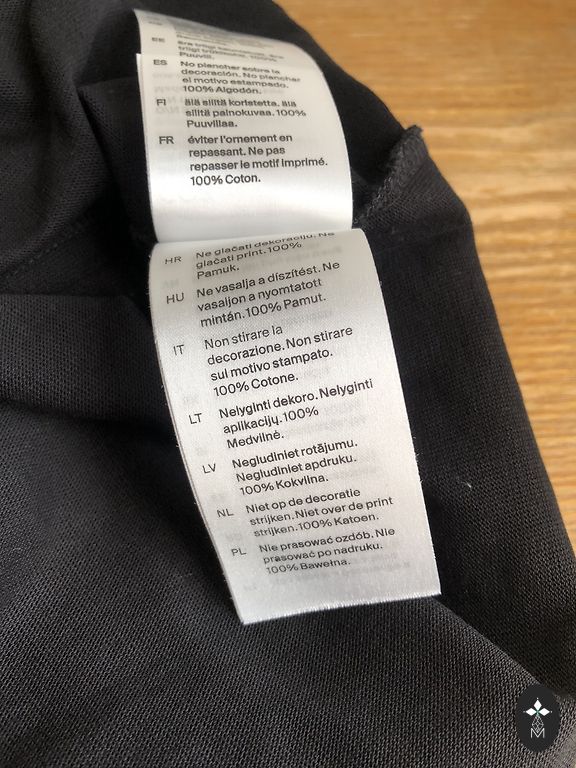 EE
triigi trükikuju. 100%
Puuvill.
ES No planchar sobre la
decoración. No planchar
el motivo estampado.
100% Algodón.
FI älä silitä koristetta. älä
silitä painokuvaa. 100%
Puuvillaa.
FR éviter l'ornement en
repassant. Ne pas
repasser le motif imprimé.
100% Coton.
HR Ne glačati dekoraciju. Ne
glačati print. 100%
Pamuk.
HU Ne vasalja a díszítést. Ne
vasaljon a nyomtatott
mintán. 100% Pamut.
IT Non stirare la
decorazione. Non stirare
sul motivo stampato.
100% Cotone.
LT Nelyginti dekoro. Nelyginti
aplikacijų. 100%
Medvilnė.
LV Negludiniet rotājumu.
Negludiniet apdruku.
100% Kokvilna.
NL Niet op de decoratie
strijken. Niet over de print
strijken. 100% Katoen.
PL Nie prasować ozdób. Nie
prasować po nadruku.
100% Bawełna.
M